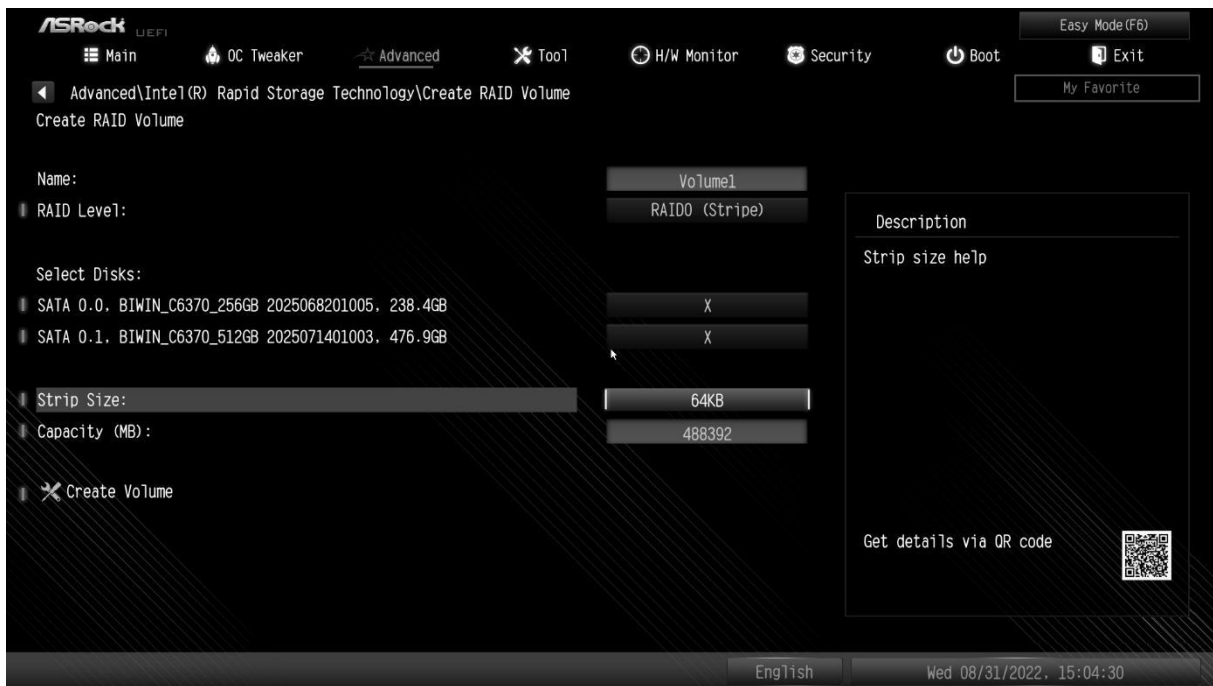 ASRock UEFI
Easy Mode(F6)
Main OC Tweaker Advanced Tool H/W Monitor Security Boot Exit
Advanced\Intel(R) Rapid Storage Technology\Create RAID Volume
My Favorite
Create RAID Volume
Name: Volume1
RAID Level: RAID0 (Stripe)
Description
Strip size help
Select Disks:
SATA 0.0, BIWIN_C6370_256GB 2025068201005, 238.4GB X
SATA 0.1, BIWIN_C6370_512GB 2025071401003, 476.9GB X
Strip Size: 64KB
Capacity (MB): 488392
Create Volume
Get details via QR code
English Wed 08/31/2022, 15:04:30